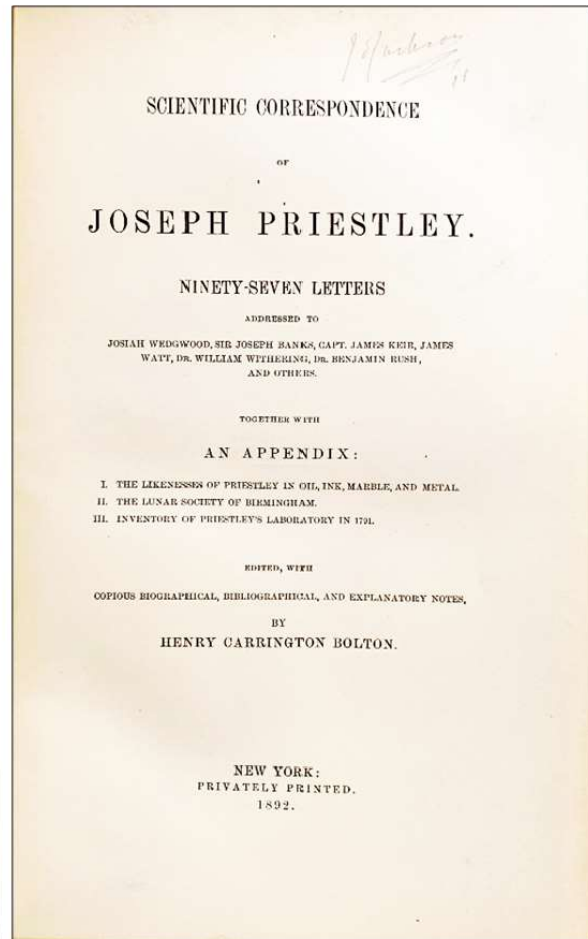 SCIENTIFIC CORRESPONDENCE
OF
JOSEPH PRIESTLEY.
NINETY-SEVEN LETTERS
ADDRESSED TO
JOSIAH WEDGWOOD, SIR JOSEPH BANKS, CAPT. JAMES KEIR, JAMES
WATT, DR. WILLIAM WITHERING, DR. BENJAMIN RUSH,
AND OTHERS.
TOGETHER WITH
AN APPENDIX:
I. THE LIKENESSES OF PRIESTLEY IN OIL, INK, MARBLE, AND METAL.
II. THE LUNAR SOCIETY OF BIRMINGHAM.
III. INVENTORY OF PRIESTLEY'S LABORATORY IN 1791.
EDITED, WITH
COPIOUS BIOGRAPHICAL, BIBLIOGRAPHICAL, AND EXPLANATORY NOTES,
BY
HENRY CARRINGTON BOLTON.
NEW YORK:
PRIVATELY PRINTED.
1892.